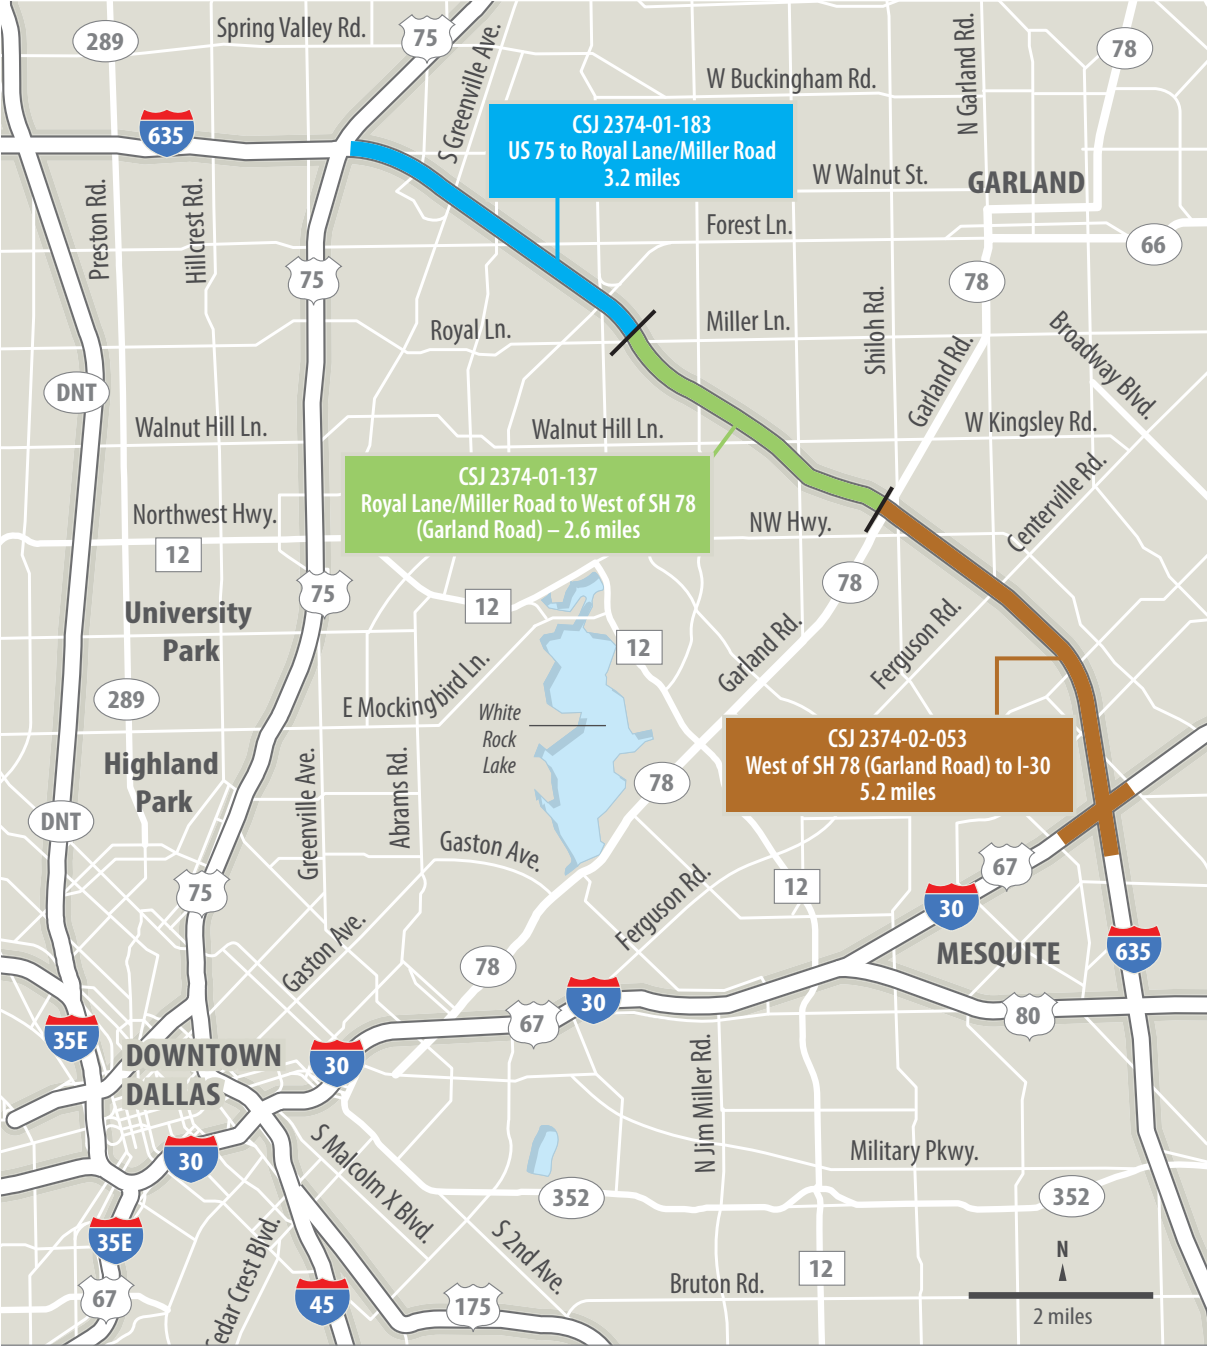 Spring Valley Rd.
289
75
S Greenville Ave.
N Garland Rd.
78
W Buckingham Rd.
635
CSJ 2374-01-183
US 75 to Royal Lane/Miller Road
3.2 miles
W Walnut St.
GARLAND
Preston Rd.
Hillcrest Rd.
Forest Ln.
66
75
78
Royal Ln.
Miller Ln.
Shiloh Rd.
Garland Rd.
Broadway Blvd.
DNT
Walnut Hill Ln.
Walnut Hill Ln.
W Kingsley Rd.
CSJ 2374-01-137
Royal Lane/Miller Road to West of SH 78
(Garland Road) – 2.6 miles
Centerville Rd.
Northwest Hwy.
NW Hwy.
12
75
12
78
University
Park
12
Garland Rd.
Ferguson Rd.
E Mockingbird Ln.
289
White
Rock
Lake
CSJ 2374-02-053
West of SH 78 (Garland Road) to I-30
5.2 miles
Highland
Park
78
Greenville Ave.
Abrams Rd.
DNT
Gaston Ave.
67
75
12
30
Ferguson Rd.
Gaston Ave.
MESQUITE
635
78
30
67
80
35E
DOWNTOWN
DALLAS
30
N Jim Miller Rd.
30
S Malcolm X Blvd.
Military Pkwy.
352
352
35E
Cedar Crest Blvd.
S 2nd Ave.
N
12
Bruton Rd.
67
45
175
2 miles